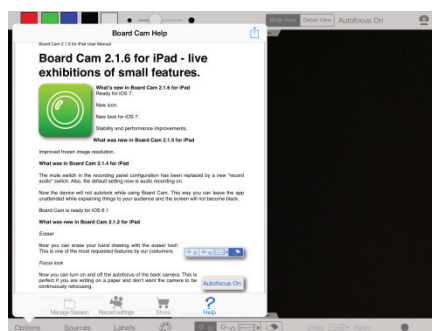 Mute Save Detail View Autofocus On
Board Cam Help
Board Cam 2.1.5 for iPad User Manual
Board Cam 2.1.6 for iPad - live
exhibitions of small features.
What's new in Board Cam 2.1.6 for iPad
Ready for iOS 7.
New icon.
New look for iOS 7.
Stability and performance improvements.
What was new in Board Cam 2.1.5 for iPad
Improved frozen image resolution.
What was in Board Cam 2.1.4 for iPad
The mute switch in the recording panel configuration has been replaced by a new "record
audio" switch. Also, the default setting now is audio recording on.
Now the device will not autolock while using Board Cam. This way you can leave the app
unattended while explaining things to your audience and the screen will not become black.
Board Cam is ready for iOS 6.1
What was new in Board Cam 2.1.2 for iPad
Eraser
Now you can erase your hand drawing with the eraser tool!
This is one of the most requested features by our costumers.
Focus lock
Now you can turn on and off the autofocus of the back camera. This is
perfect if you are writing on a paper and don't want the camera to be
continuously refocusing.
Autofocus On
Manage Session Record settings Store Help
Options Sources Labels Undo Redo